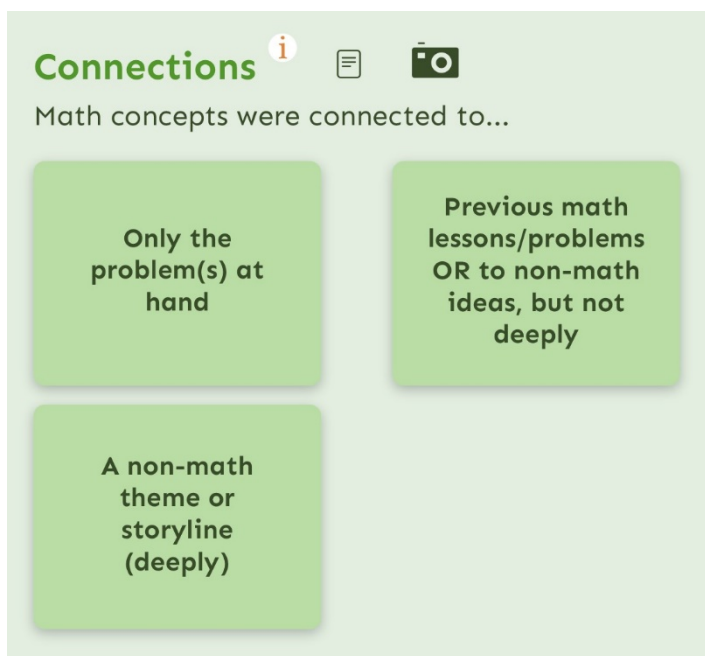 Connections i
Math concepts were connected to...
Only the
problem(s) at
hand
Previous math
lessons/problems
OR to non-math
ideas, but not
deeply
A non-math
theme or
storyline
(deeply)